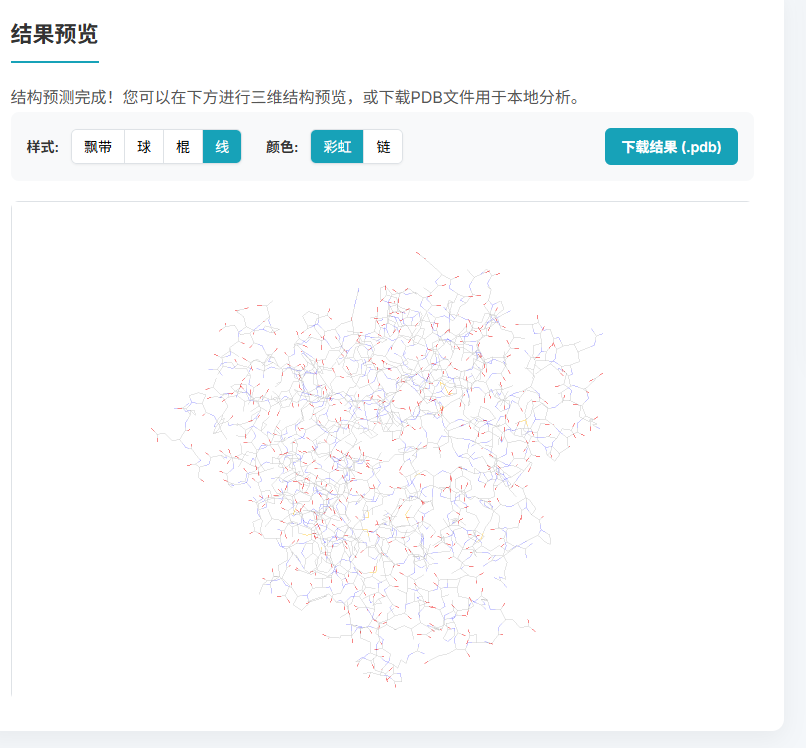 结果预览
结构预测完成！您可以在下方进行三维结构预览，或下载PDB文件用于本地分析。
样式: 飘带 球 棍 线 颜色: 彩虹 链 下载结果 (.pdb)